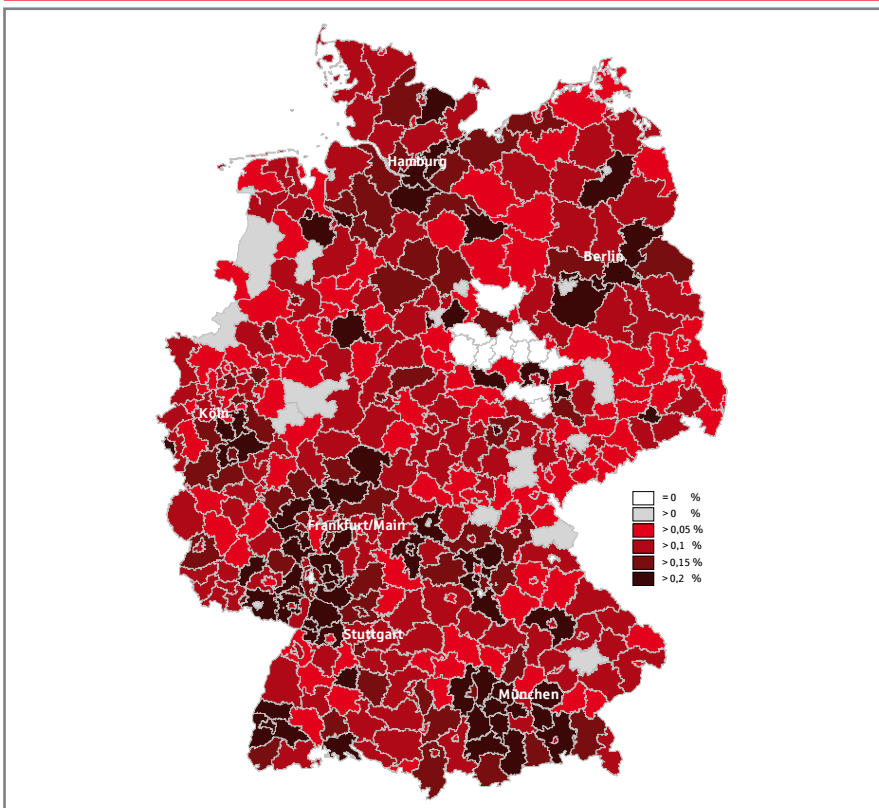 Hamburg
Berlin
Köln
= 0 %
> 0 %
> 0,05 %
> 0,1 %
> 0,15 %
> 0,2 %
Frankfurt/Main
Stuttgart
München